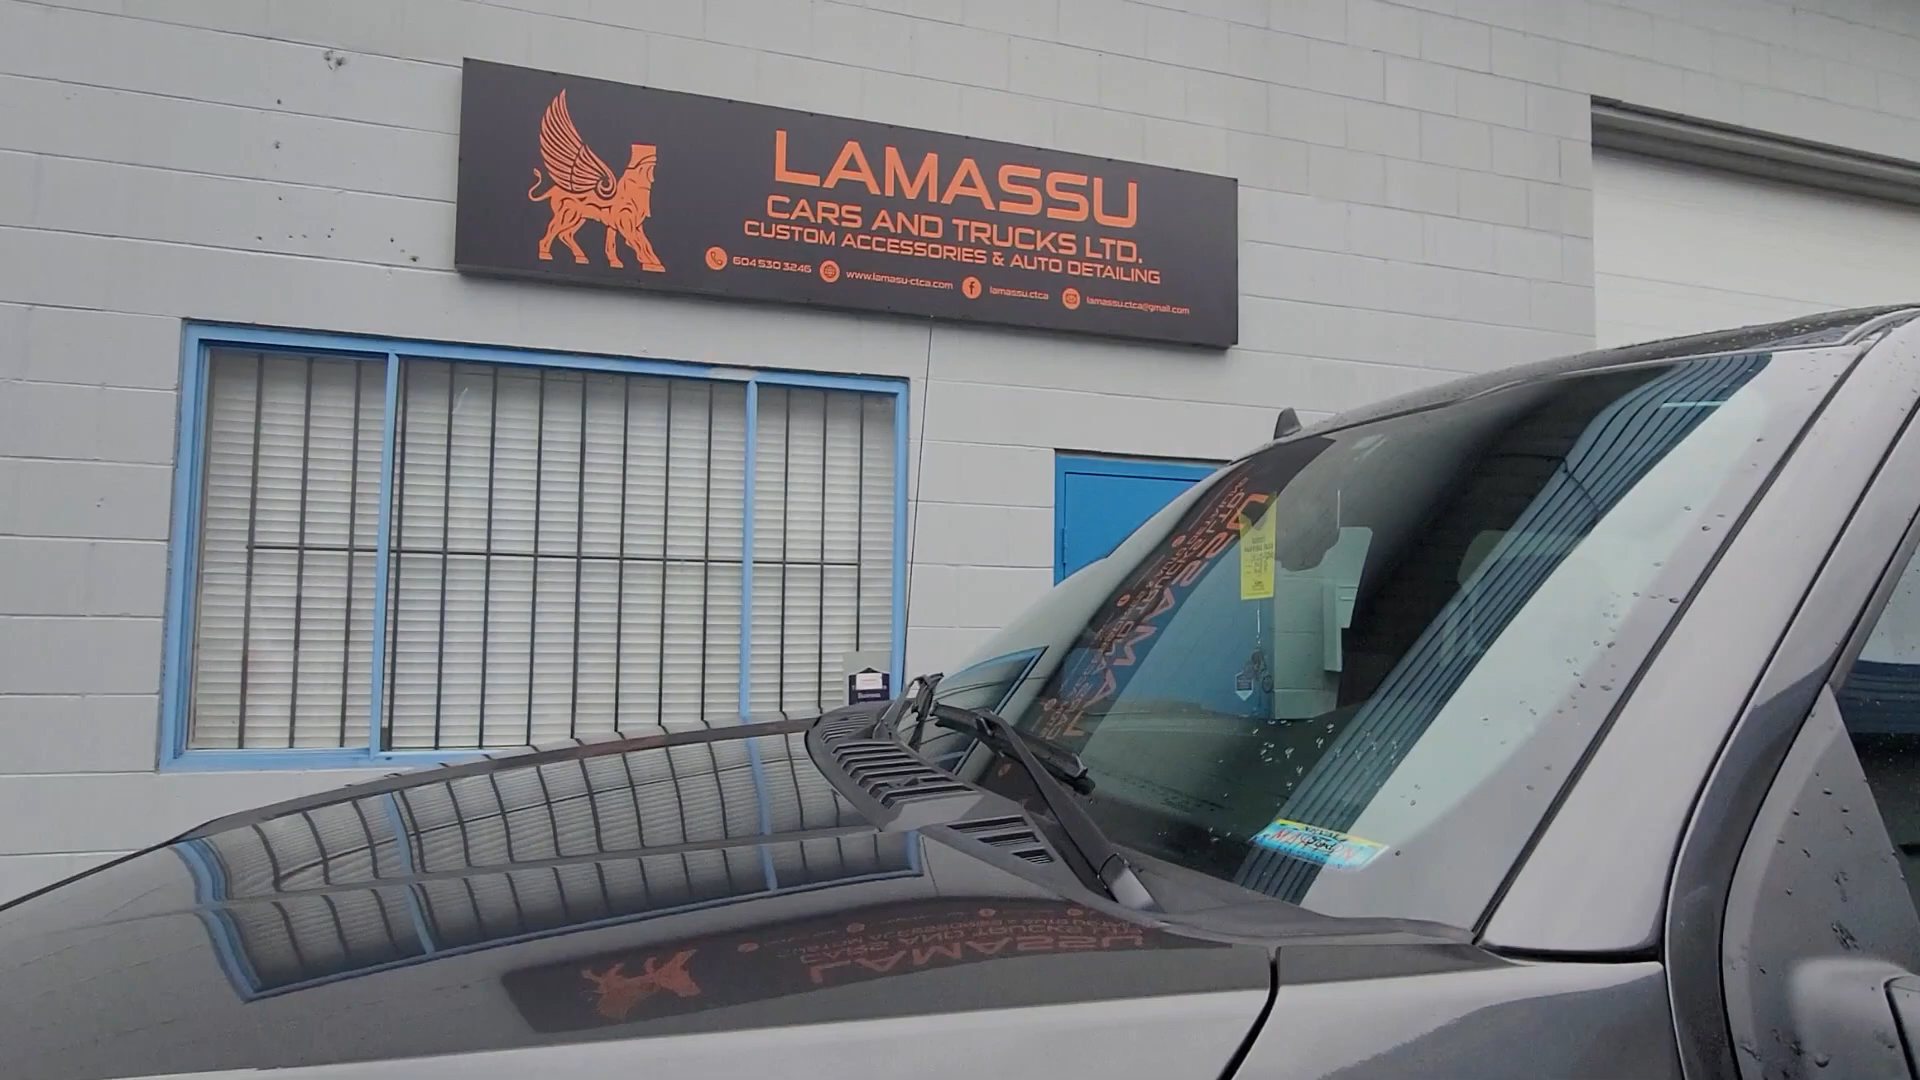 LAMASSU
CARS AND TRUCKS LTD.
CUSTOM ACCESSORIES & AUTO DETAILING
604 530 3246 www.lamasu-ctca.com lamassu.ctca lamassu.ctca@gmail.com